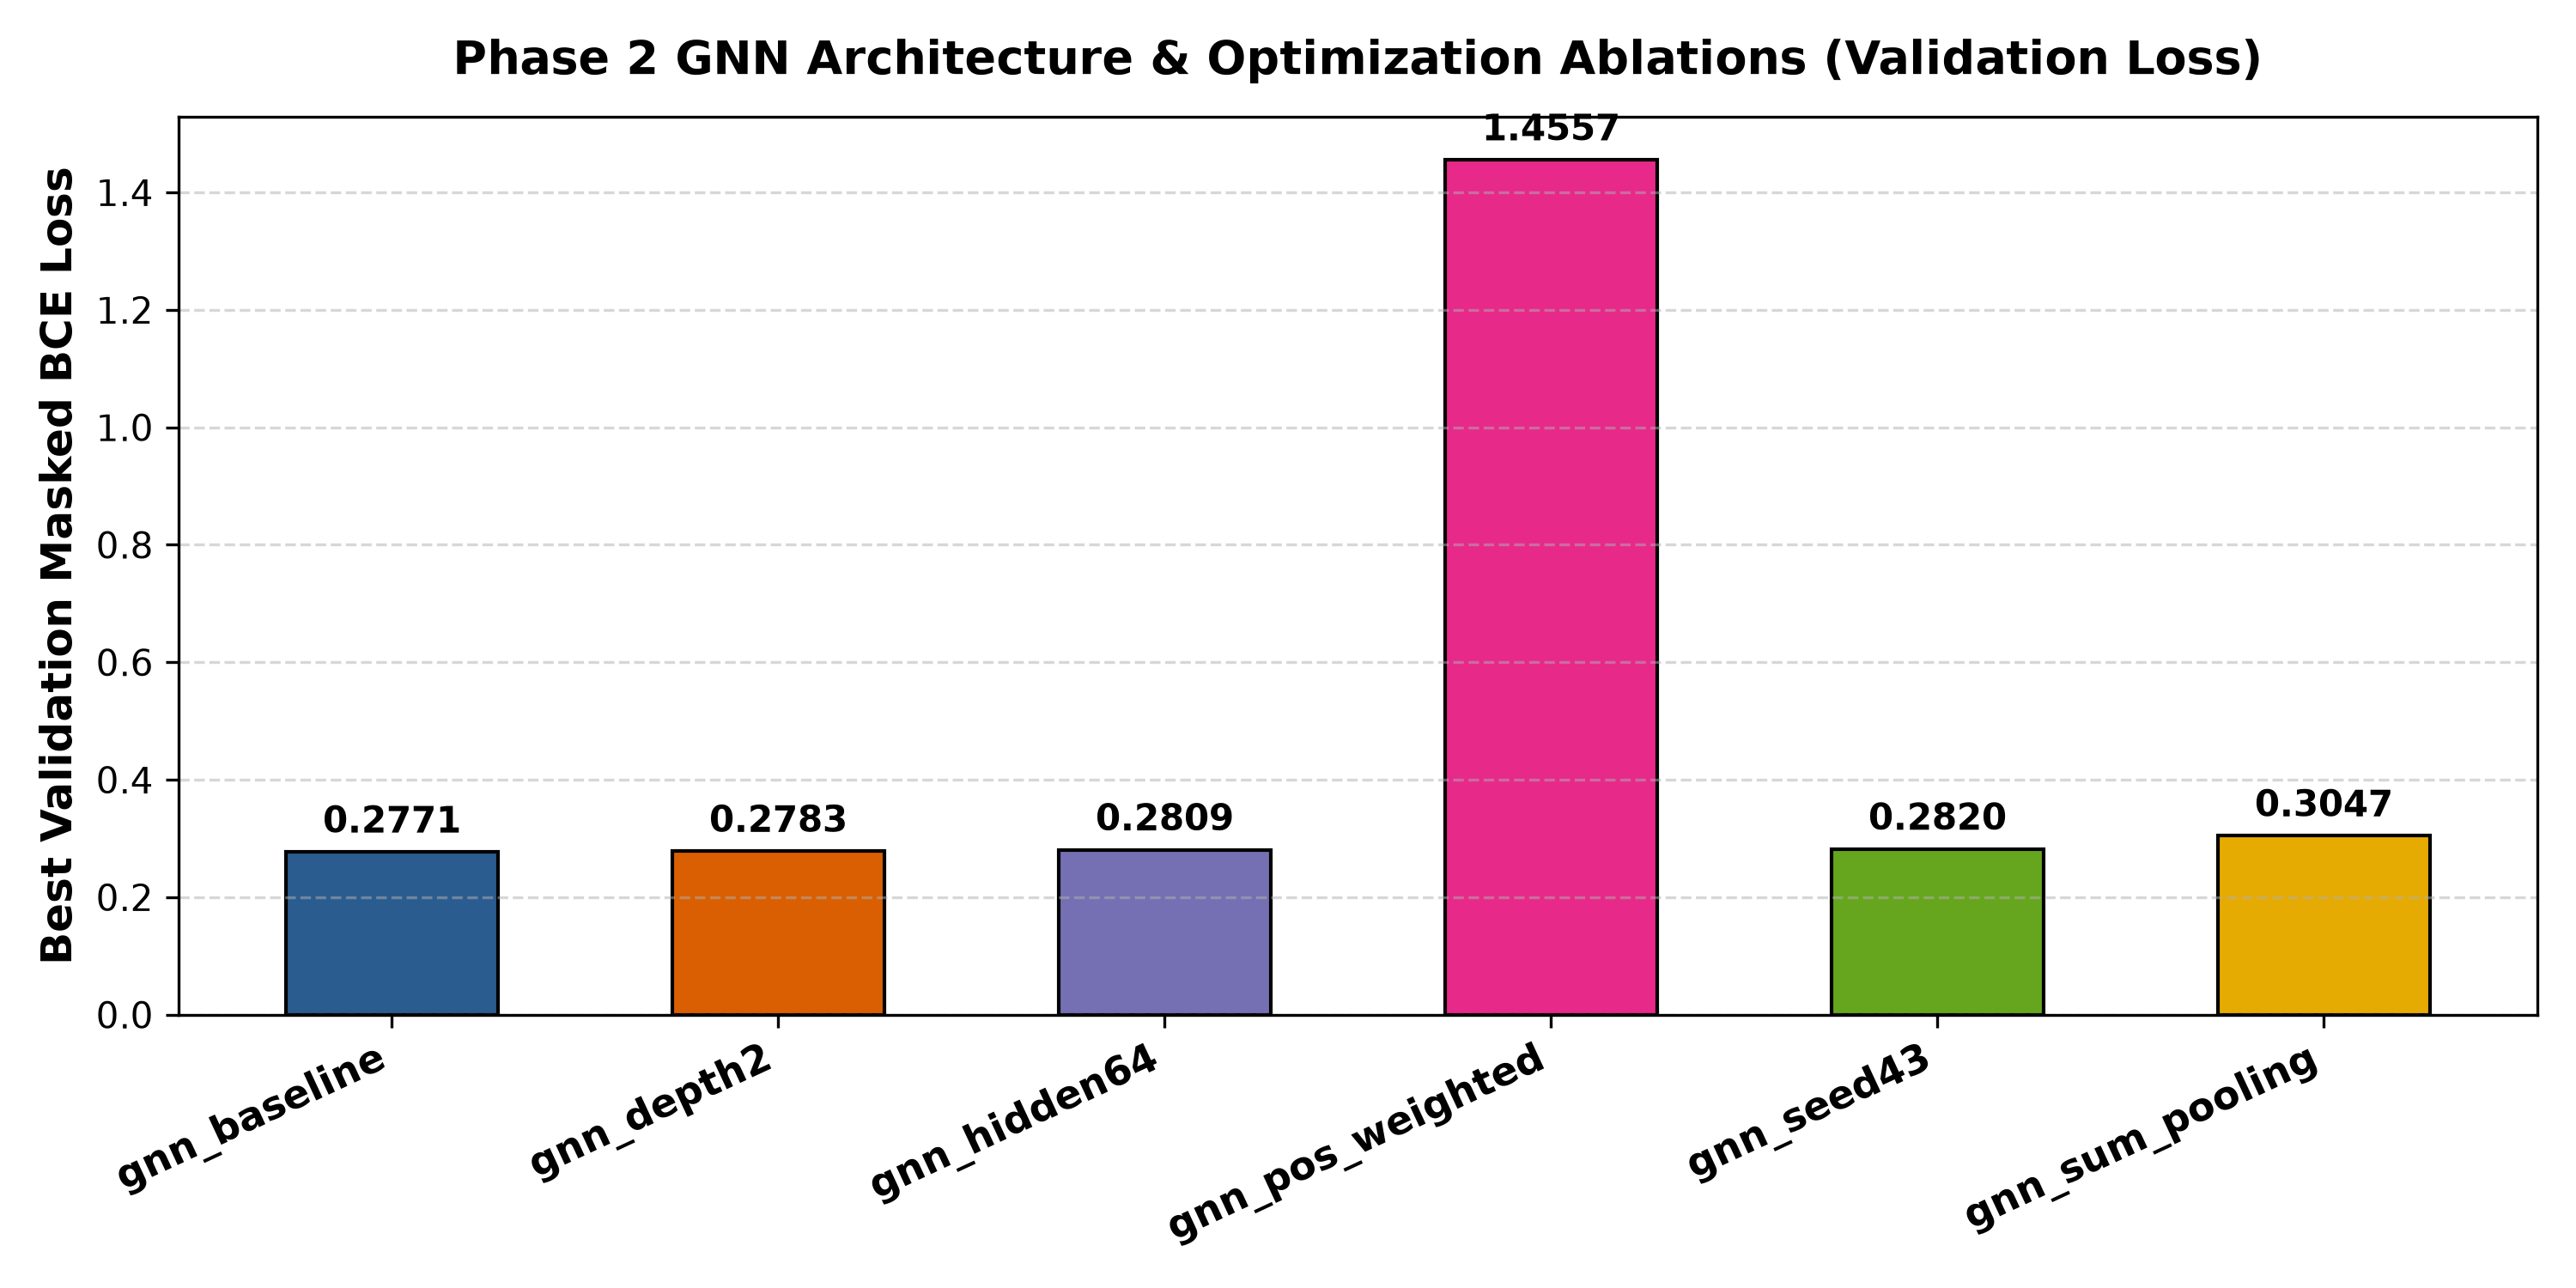 Phase 2 GNN Architecture & Optimization Ablations (Validation Loss)
Best Validation Masked BCE Loss
1.4
1.2
1.0
0.8
0.6
0.4
0.2
0.0
0.2771
0.2783
0.2809
1.4557
0.2820
0.3047
gnn_baseline
gnn_depth2
gnn_hidden64
gnn_pos_weighted
gnn_seed43
gnn_sum_pooling